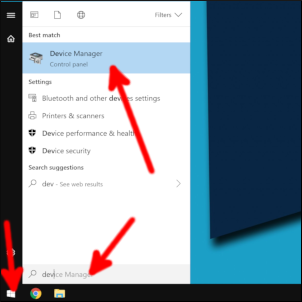 Filters
Best match
Device Manager
Control panel
Settings
Bluetooth and other devices settings
Printers & scanners
Device performance & health
Device security
Search suggestions
dev - See web results
device Manager